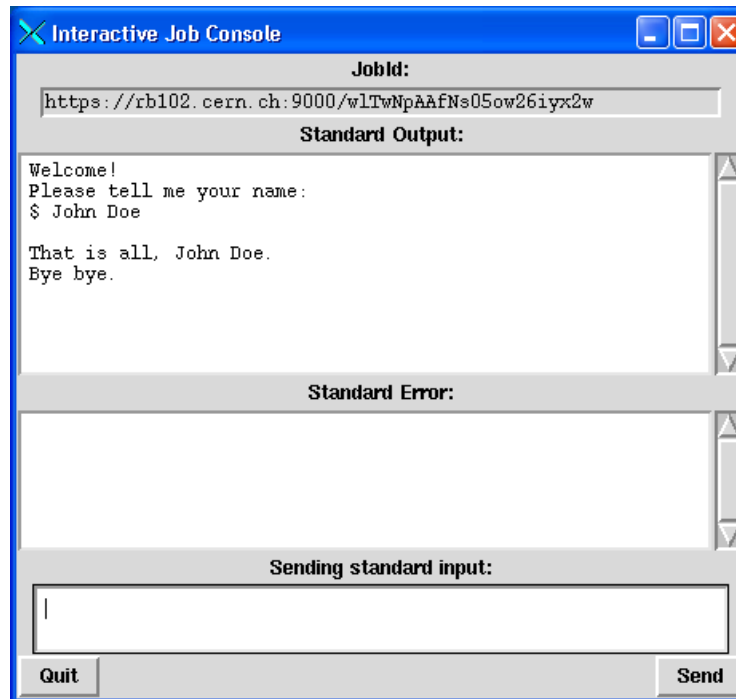 Interactive Job Console
JobId:
https://rb102.cern.ch:9000/wlTwNpAAfNs05ow26iyx2w
Standard Output:
Welcome!
Please tell me your name:
$ John Doe
That is all, John Doe.
Bye bye.
Standard Error:
Sending standard input:
Quit
Send